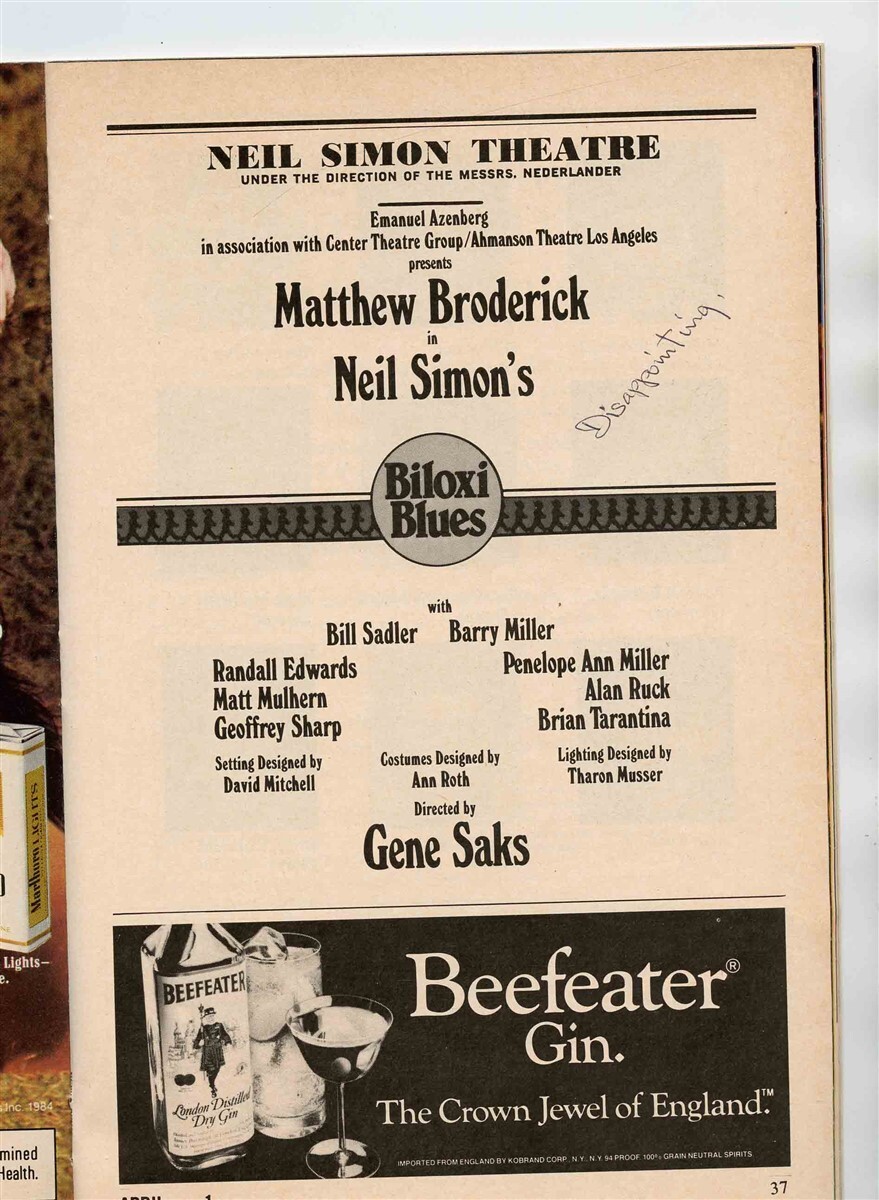 NEIL SIMON THEATRE
UNDER THE DIRECTION OF THE MESSRS. NEDERLANDER
Emanuel Azenberg
in association with Center Theatre Group/Ahmanson Theatre Los Angeles
presents
Matthew Broderick
in
Neil Simon's
Disappointing.
Biloxi
Blues
with
Bill Sadler Barry Miller
Randall Edwards Penelope Ann Miller
Matt Mulhern Alan Ruck
Geoffrey Sharp Brian Tarantina
Setting Designed by Costumes Designed by Lighting Designed by
David Mitchell Ann Roth Tharon Musser
Directed by
Gene Saks
Marlboro LIGHTS
Lights–
e.
Inc. 1984
mined
Health.
BEEFEATER
London Distilled
Dry Gin
Beefeater®
Gin.
The Crown Jewel of England.™
IMPORTED FROM ENGLAND BY KOBRAND CORP., N.Y., N.Y. 94 PROOF. 100% GRAIN NEUTRAL SPIRITS
37